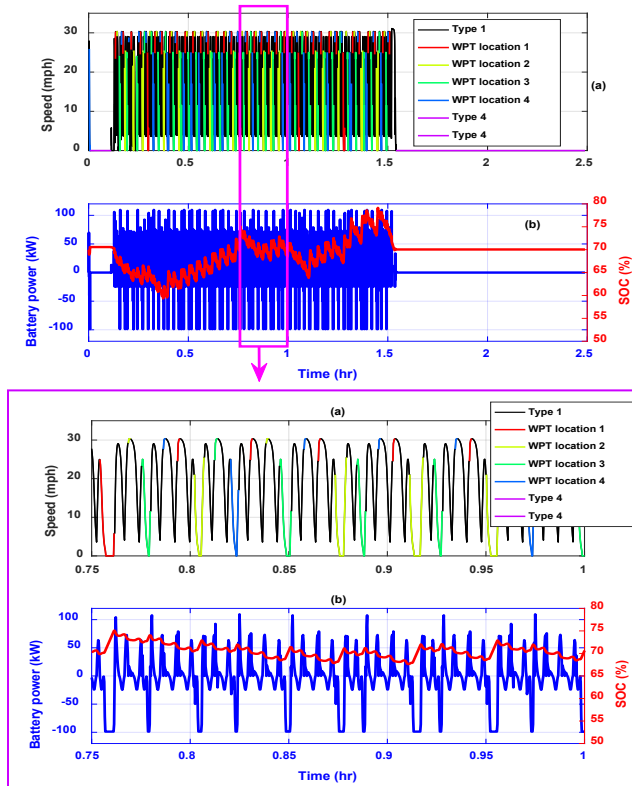 Type 1
WPT location 1
WPT location 2
WPT location 3
WPT location 4
Type 4
Type 4
(a)
Speed (mph)
30
20
10
0
0 0.5 1 1.5 2 2.5
(b)
Battery power (kW)
100
50
0
-50
-100
SOC (%)
80
75
70
65
60
55
50
0 0.5 1 1.5 2 2.5
Time (hr)
(a)
Type 1
WPT location 1
WPT location 2
WPT location 3
WPT location 4
Type 4
Type 4
Speed (mph)
30
20
10
0
0.75 0.8 0.85 0.9 0.95 1
(b)
Battery power (kW)
100
50
0
-50
-100
SOC (%)
80
75
70
65
60
55
50
0.75 0.8 0.85 0.9 0.95 1
Time (hr)